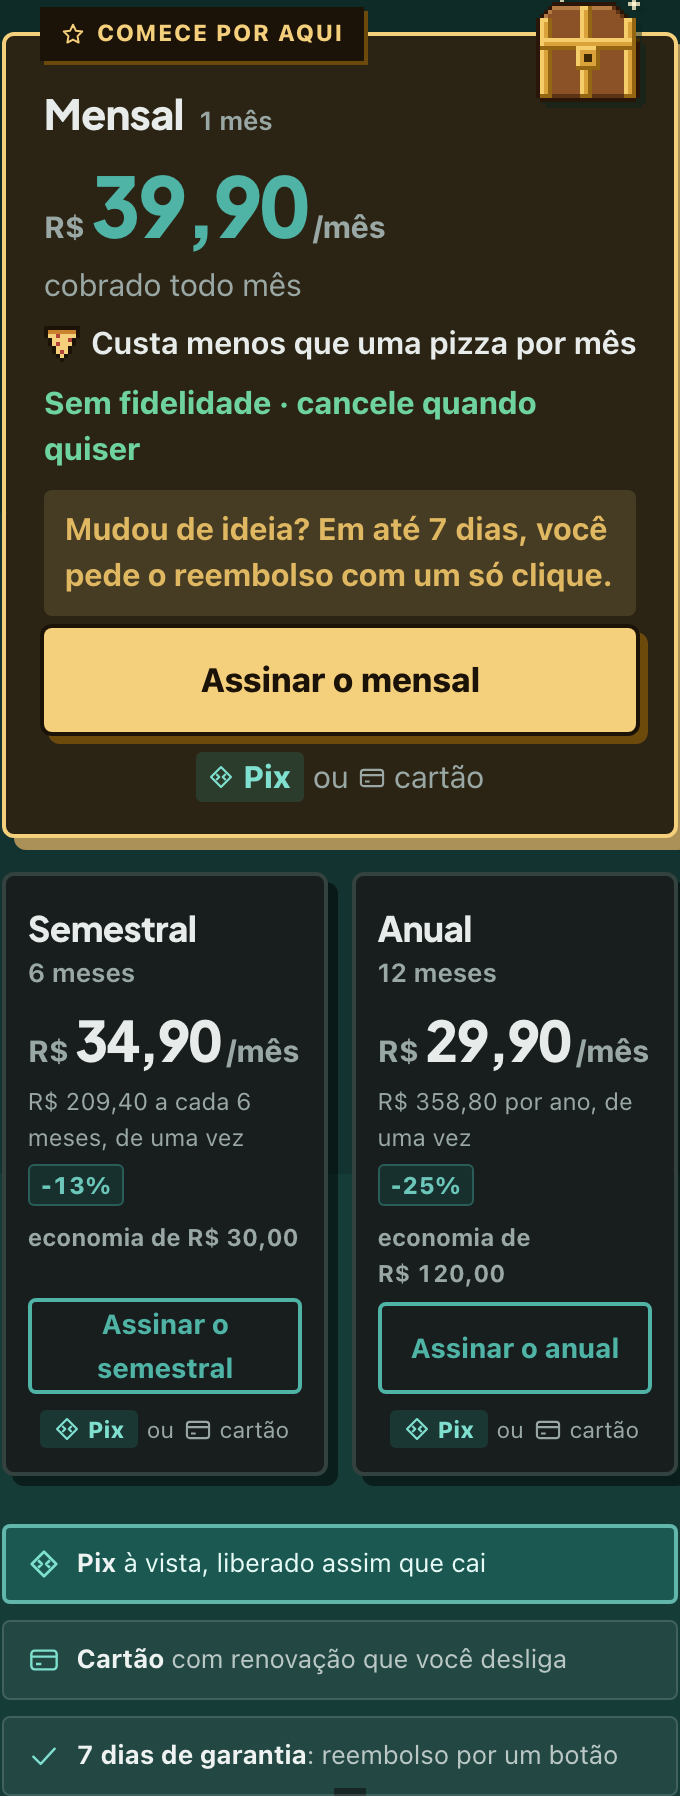 COMECE POR AQUI
Mensal 1 mês
R$ 39,90/mês
cobrado todo mês
Custa menos que uma pizza por mês
Sem fidelidade · cancele quando
quiser
Mudou de ideia? Em até 7 dias, você
pede o reembolso com um só clique.
Assinar o mensal
Pix ou cartão
Semestral
6 meses
R$ 34,90/mês
R$ 209,40 a cada 6
meses, de uma vez
-13%
economia de R$ 30,00
Assinar o
semestral
Pix ou cartão
Anual
12 meses
R$ 29,90/mês
R$ 358,80 por ano, de
uma vez
-25%
economia de
R$ 120,00
Assinar o anual
Pix ou cartão
Pix à vista, liberado assim que cai
Cartão com renovação que você desliga
7 dias de garantia: reembolso por um botão